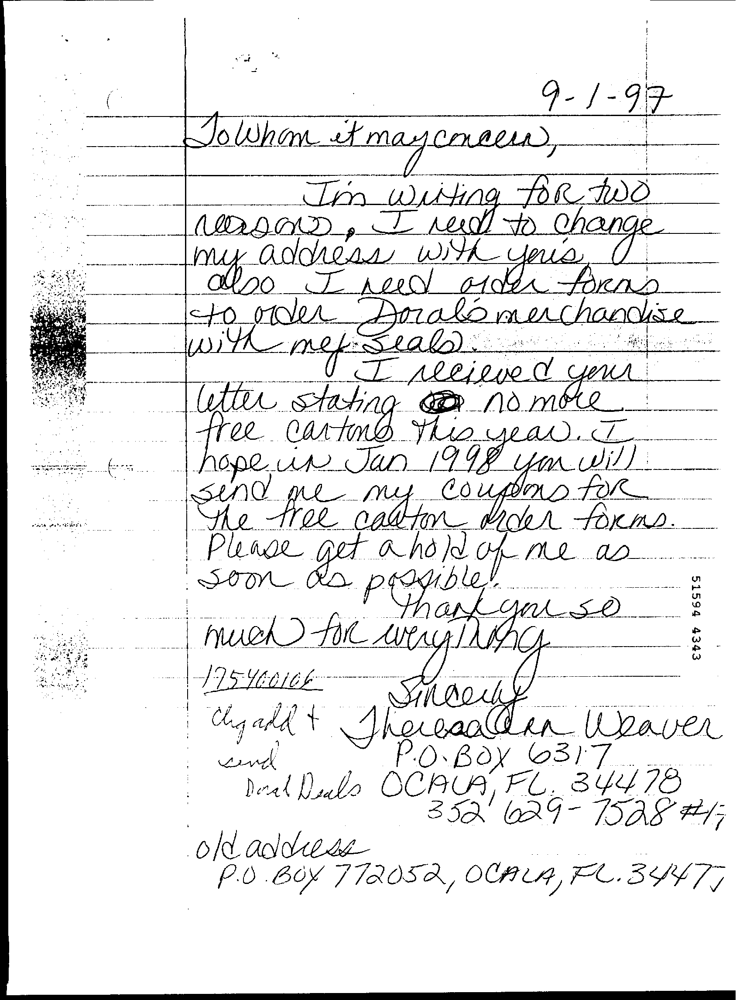 9-1-97
To Whom it may concern,
I'm writing for two
reasons, I need to change
my address with yours,
also I need order forms
to order Doral's merchandise
with my seals.
I recieved your
letter stating no more
free cartons this year. I
hope in Jan 1998 you will
send me my coupons for
the free carton order forms.
Please get a hold of me as
soon as possible.
Thank you so
much for everything
175400106
Sincerly
Chg add +
Theresa Ann Weaver
send
P.O. BOX 6317
Doral Deals
OCALA, FL. 34478
352 629-7528
old address
P.O. BOX 772052, OCALA, FL. 34477
51594 4343